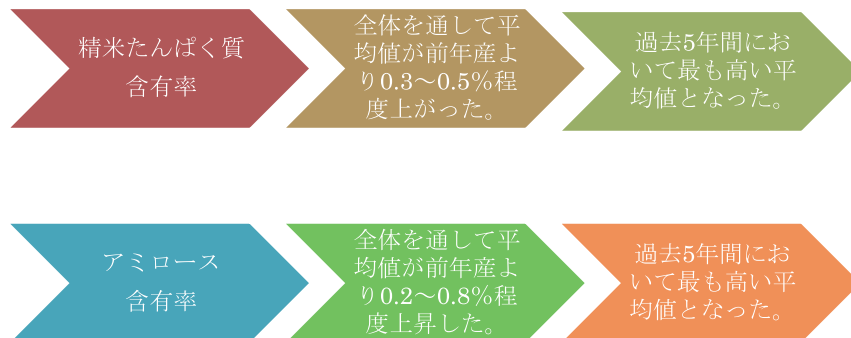 精米たんぱく質
含有率
全体を通して平
均値が前年産よ
り0.3～0.5%程
度上がった。
過去5年間にお
いて最も高い平
均値となった。
アミロース
含有率
全体を通して平
均値が前年産よ
り0.2～0.8%程
度上昇した。
過去5年間にお
いて最も高い平
均値となった。